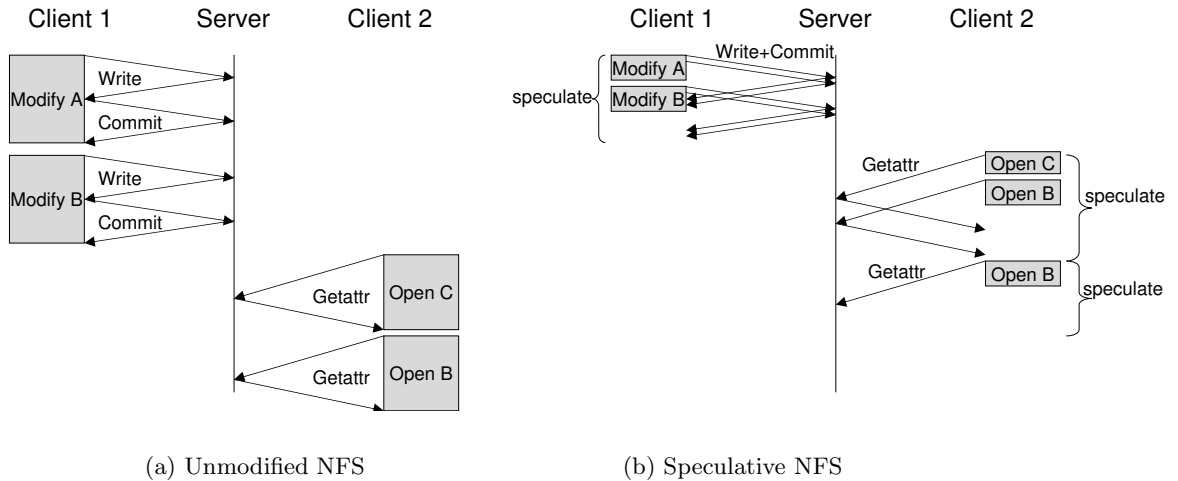 Client 1 Server Client 2
Write
Modify A
Commit
Write
Modify B
Commit
Getattr
Open C
Getattr
Open B
(a) Unmodified NFS
Client 1 Server Client 2
Write+Commit
Modify A
speculate
Modify B
Getattr
Open C
Open B
speculate
Getattr
Open B
speculate
(b) Speculative NFS